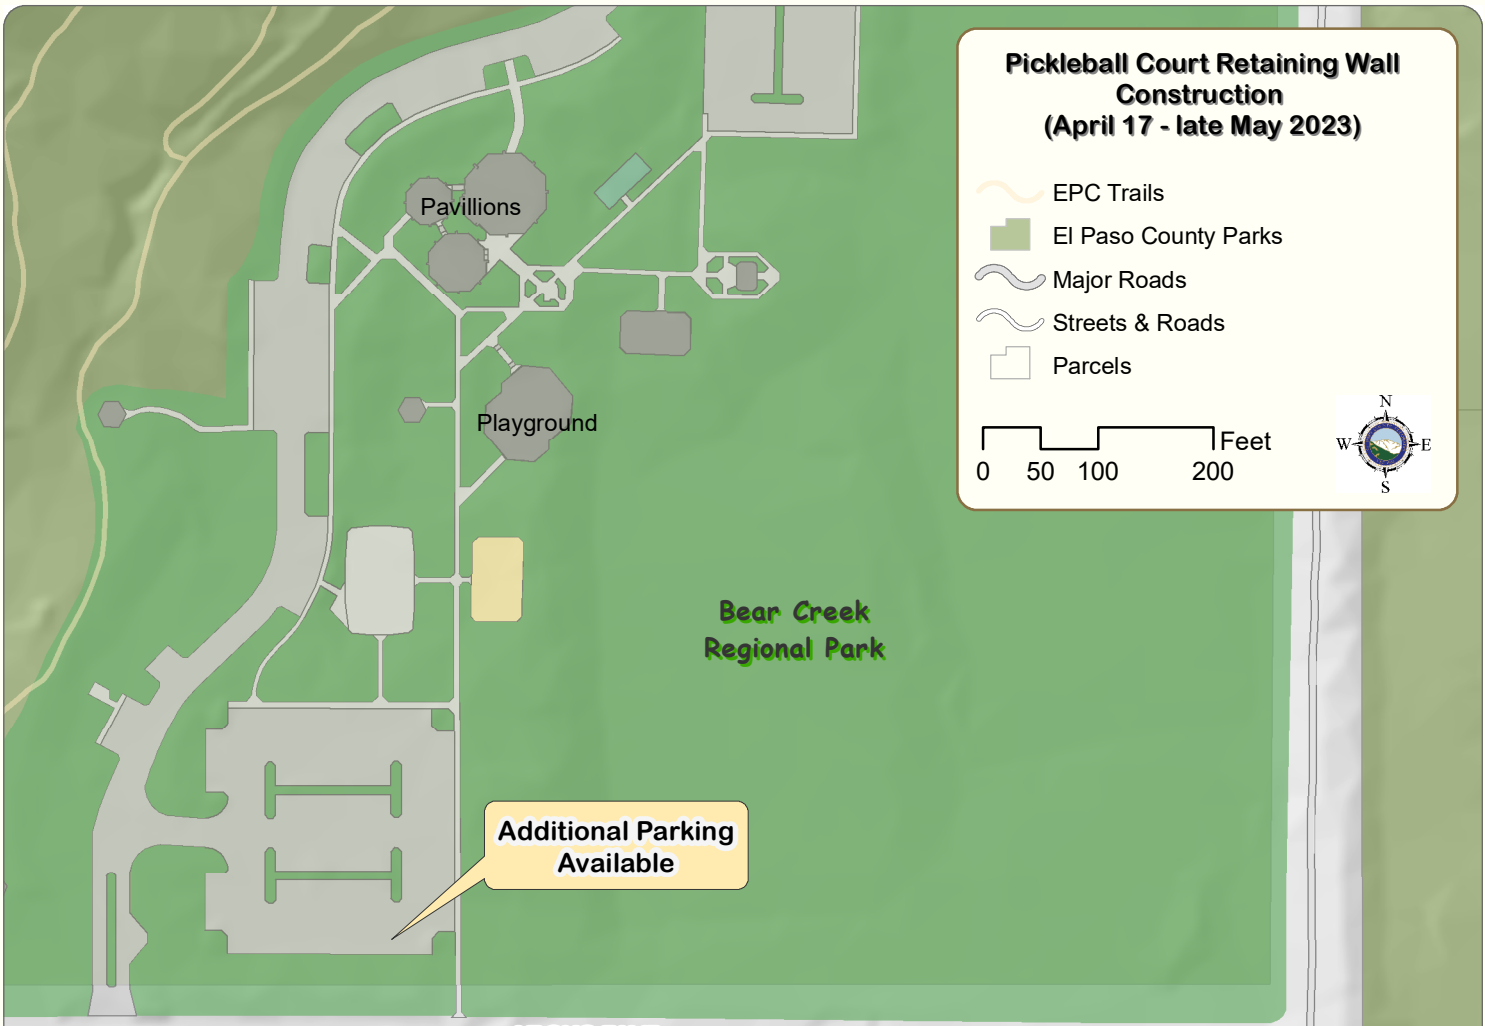 Pickleball Court Retaining Wall
Construction
(April 17 - late May 2023)
EPC Trails
El Paso County Parks
Major Roads
Streets & Roads
Parcels
Feet
0 50 100 200
N
W E
S
Pavillions
Playground
Bear Creek
Regional Park
Additional Parking
Available